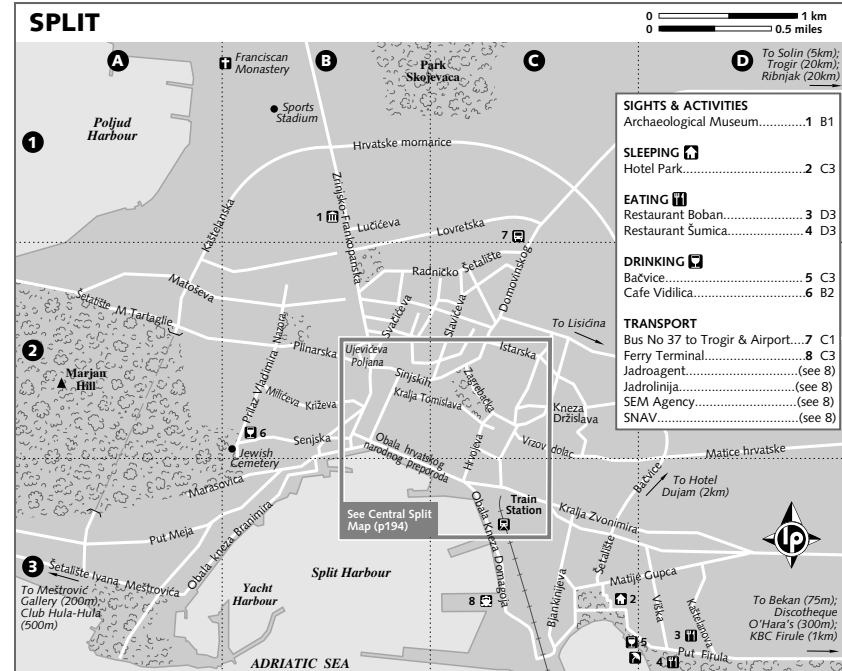 SPLIT
0 1 km
0 0.5 miles
A
B
C
D
1
2
3
Franciscan
Monastery
Park
Skojevaca
To Solin (5km);
Trogir (20km);
Ribnjak (20km)
Sports
Stadium
Poljud
Harbour
Hrvatske mornarice
Zrinjsko-Frankopanska
Kaštelanska
1
Lučićeva
Lovretska
7
Radničko
Šetalište
Domovinskog
Matoševa
Šetalište M Tartaglie
Nazora
Prilaz Vladimira
Svačićeva
Slavićeva
To Lisičina
Plinarska
Ujevićeva
Poljana
Istarska
Marjan
Hill
Sinjskih
Zagrebačka
Kralja Tomislava
Milićeva
Križeva
Kneza
Držislava
6
Senjska
Jewish
Cemetery
Obala hrvatskog
narodnog preporoda
Hrvojeva
Vrzov dolac
Matice hrvatske
Marasovića
Bačvice
To Hotel
Dujam (2km)
Put Meja
Obala kneza Branimira
See Central Split
Map (p194)
Train
Station
Obala Kneza Domagoja
Kralja Zvonimira
Šetalište
lp
Šetalište Ivana Meštrovića
To Meštrović
Gallery (200m);
Club Hula-Hula
(500m)
Split Harbour
Yacht
Harbour
Bjankinijeva
Matije Gupca
2
Viška
Kaštelanova
8
To Bekan (75m);
Discotheque
O'Hara's (300m);
KBC Firule (1km)
5
3
4
Put Firula
ADRIATIC SEA
SIGHTS & ACTIVITIES
Archaeological Museum.............1 B1
SLEEPING
Hotel Park................................2 C3
EATING
Restaurant Boban......................3 D3
Restaurant Šumica.....................4 D3
DRINKING
Bačvice.....................................5 C3
Cafe Vidilica..............................6 B2
TRANSPORT
Bus No 37 to Trogir & Airport....7 C1
Ferry Terminal...........................8 C3
Jadroagent............................(see 8)
Jadrolinija..............................(see 8)
SEM Agency..........................(see 8)
SNAV....................................(see 8)